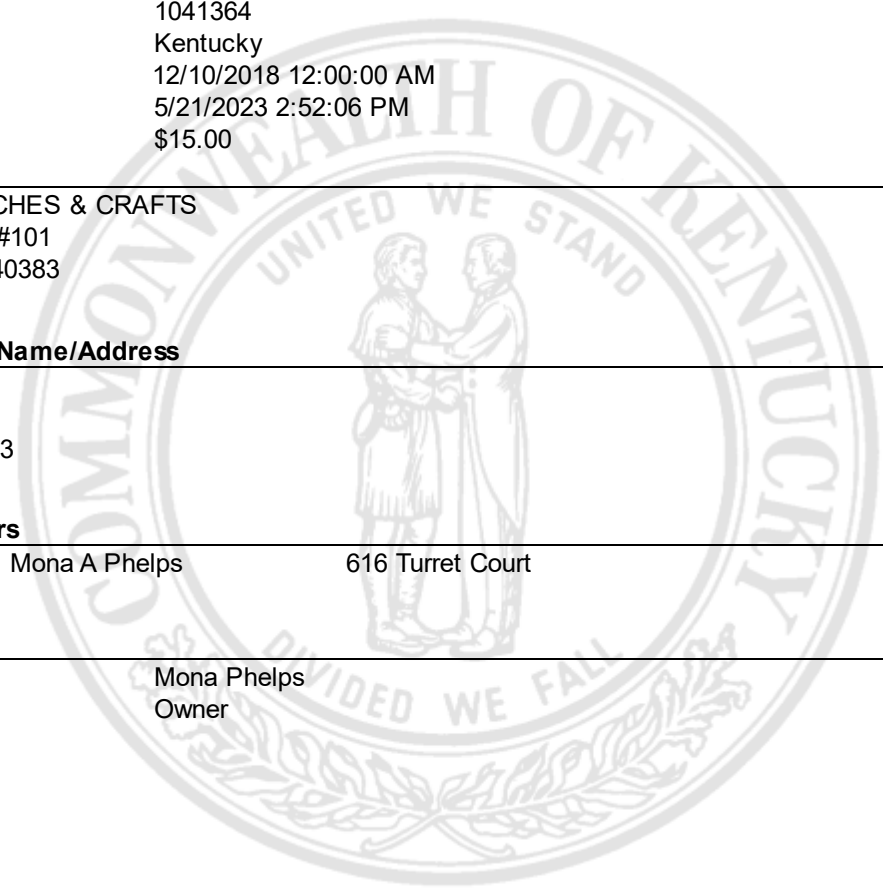 1041364
Kentucky
12/10/2018 12:00:00 AM
5/21/2023 2:52:06 PM
$15.00
CHES & CRAFTS
#101
40383
Name/Address
3
rs
Mona A Phelps 616 Turret Court
Mona Phelps
Owner
COMMONWEALTH OF KENTUCKY
UNITED WE STAND
DIVIDED WE FALL